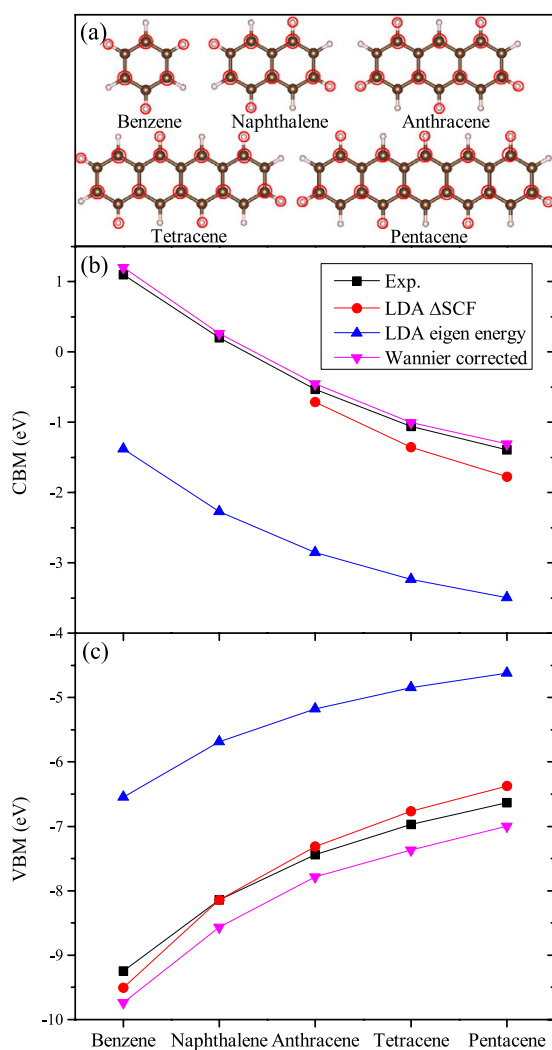 (a)
Benzene Naphthalene Anthracene
Tetracene Pentacene
(b)
Exp.
LDA ΔSCF
LDA eigen energy
Wannier corrected
1
0
-1
-2
-3
-4
CBM (eV)
(c)
-5
-6
-7
-8
-9
-10
VBM (eV)
Benzene Naphthalene Anthracene Tetracene Pentacene